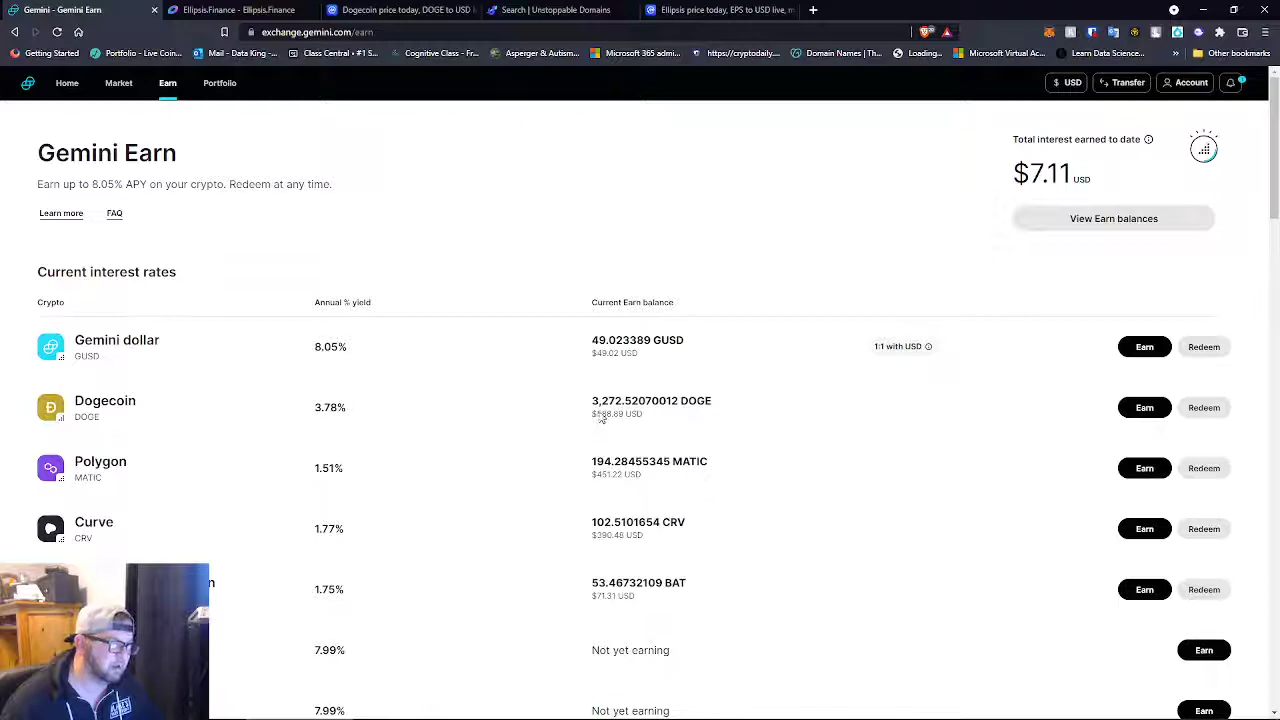 Gemini - Gemini Earn
Ellipsis.Finance - Ellipsis.Finance
Dogecoin price today, DOGE to USD l
Search | Unstoppable Domains
Ellipsis price today, EPS to USD live, m
exchange.gemini.com/earn
Getting Started
Portfolio - Live Coin...
Mail - Data King,...
Class Central • #1 S...
Cognitive Class - Fr...
Asperger & Autism...
Microsoft 365 admi...
https://cryptodaily...
Domain Names | Th...
Loading...
Microsoft Virtual Ac...
Learn Data Science...
Other bookmarks
Home
Market
Earn
Portfolio
$ USD
Transfer
Account
Gemini Earn
Earn up to 8.05% APY on your crypto. Redeem at any time.
Learn more
FAQ
Total interest earned to date
$7.11 USD
View Earn balances
Current interest rates
Crypto
Annual % yield
Current Earn balance
Gemini dollar
GUSD
8.05%
49.023389 GUSD
$49.02 USD
1:1 with USD
Earn
Redeem
Dogecoin
DOGE
3.78%
3,272.52070012 DOGE
Earn
Redeem
Polygon
MATIC
1.51%
194.28455345 MATIC
$451.22 USD
Earn
Redeem
Curve
CRV
1.77%
102.5101654 CRV
$390.48 USD
Earn
Redeem
1.75%
53.46732109 BAT
$71.31 USD
Earn
Redeem
7.99%
Not yet earning
Earn
7.99%
Not yet earning
Earn